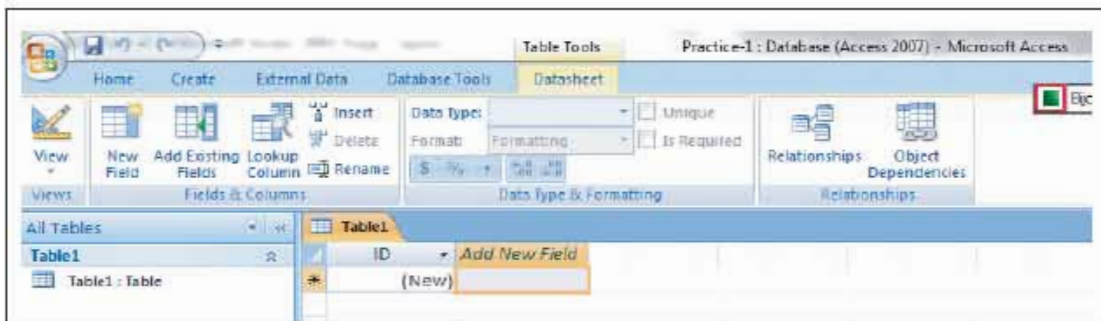 Table Tools Practice-1 : Database (Access 2007) - Microsoft Access
Home Create External Data Database Tools Datasheet
Bijo
Insert Data Type: Unique
Delete Format: Formatting Is Required
View New Field Add Existing Fields Lookup Column Rename $ % , Relationships Object Dependencies
Views Fields & Columns Data Type & Formatting Relationships
All Tables « Table1
Table1 ID Add New Field
Table1 : Table * (New)